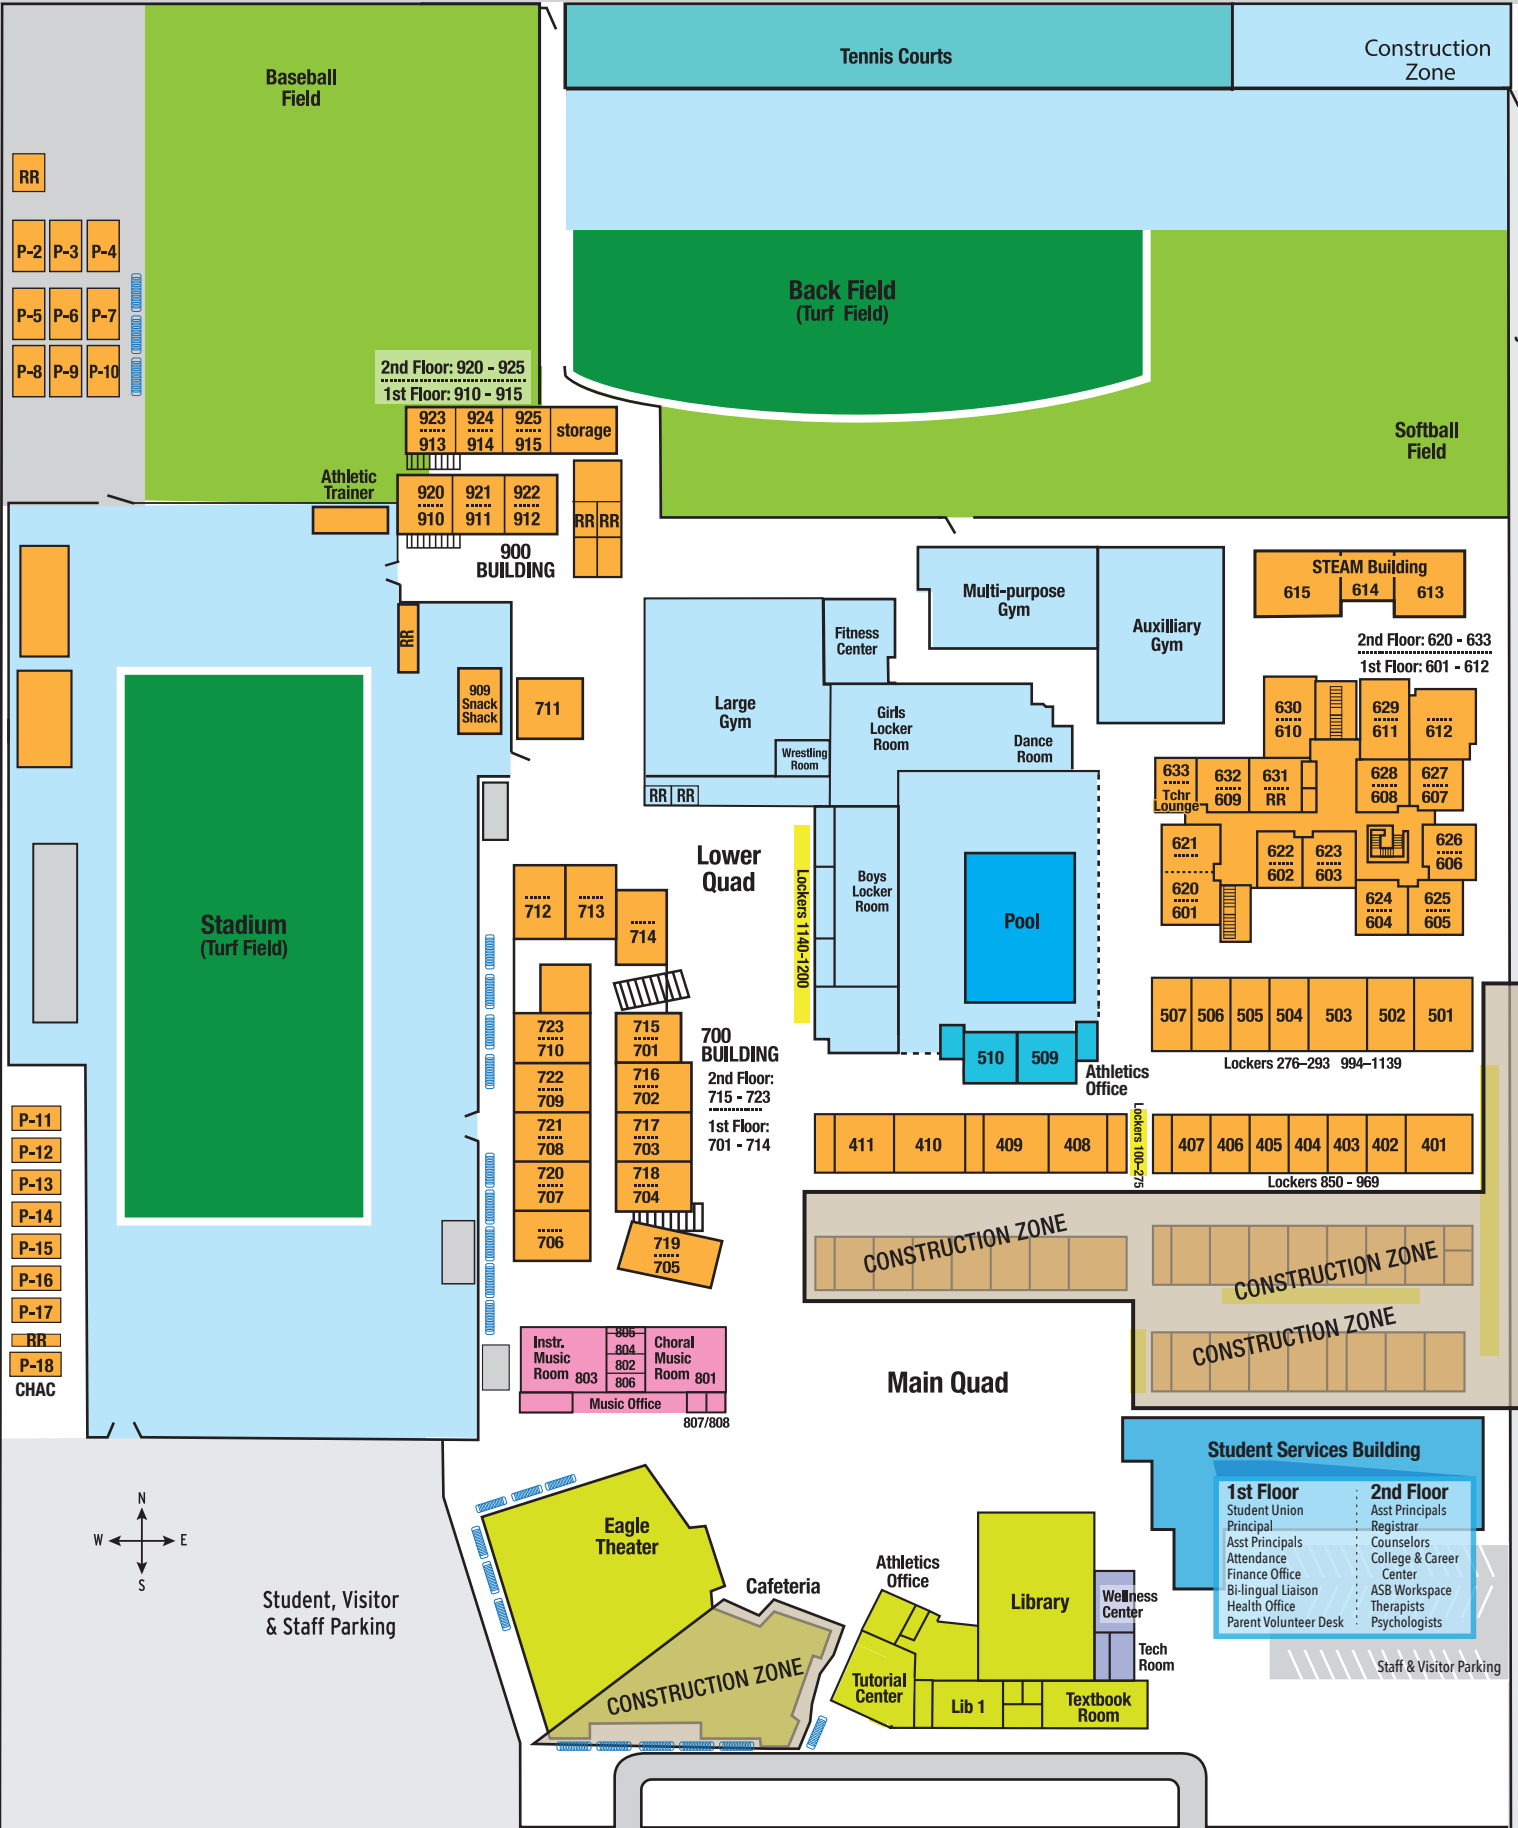 Tennis Courts
Construction
Zone
Baseball
Field
RR
P-2 P-3 P-4
P-5 P-6 P-7
P-8 P-9 P-10
Back Field
(Turf Field)
Softball
Field
2nd Floor: 920 - 925
1st Floor: 910 - 915
923 924 925
913 914 915
storage
Athletic
Trainer
920 921 922
910 911 912
RR RR
900
BUILDING
RR
909
Snack
Shack
711
Multi-purpose
Gym
Auxilliary
Gym
Fitness
Center
Large
Gym
Girls
Locker
Room
Dance
Room
Wrestling
Room
RR RR
STEAM Building
615 614 613
2nd Floor: 620 - 633
1st Floor: 601 - 612
630
610
629
611
612
633
Tchr
Lounge
632
609
631
RR
628
608
627
607
621
620
601
622
602
623
603
626
606
624
604
625
605
Lower
Quad
Lockers 1140-1200
Boys
Locker
Room
Pool
Stadium
(Turf Field)
712 713
714
723
710
715
701
722
709
716
702
721
708
717
703
720
707
718
704
706
719
705
700
BUILDING
2nd Floor:
715 - 723
1st Floor:
701 - 714
510 509
Athletics
Office
507 506 505 504 503 502 501
Lockers 276–293 994–1139
411 410 409 408
Lockers 100–275
407 406 405 404 403 402 401
Lockers 850 - 969
CONSTRUCTION ZONE
CONSTRUCTION ZONE
CONSTRUCTION ZONE
P-11
P-12
P-13
P-14
P-15
P-16
P-17
RR
P-18
CHAC
Instr.
Music
Room 803
805
804
802
806
Choral
Music
Room 801
Music Office
807/808
Main Quad
Student Services Building
1st Floor
Student Union
Principal
Asst Principals
Attendance
Finance Office
Bi-lingual Liaison
Health Office
Parent Volunteer Desk
2nd Floor
Asst Principals
Registrar
Counselors
College & Career
Center
ASB Workspace
Therapists
Psychologists
Staff & Visitor Parking
N
W E
S
Student, Visitor
& Staff Parking
Eagle
Theater
Cafeteria
CONSTRUCTION ZONE
Athletics
Office
Library
Wellness
Center
Tech
Room
Tutorial
Center
Lib 1
Textbook
Room